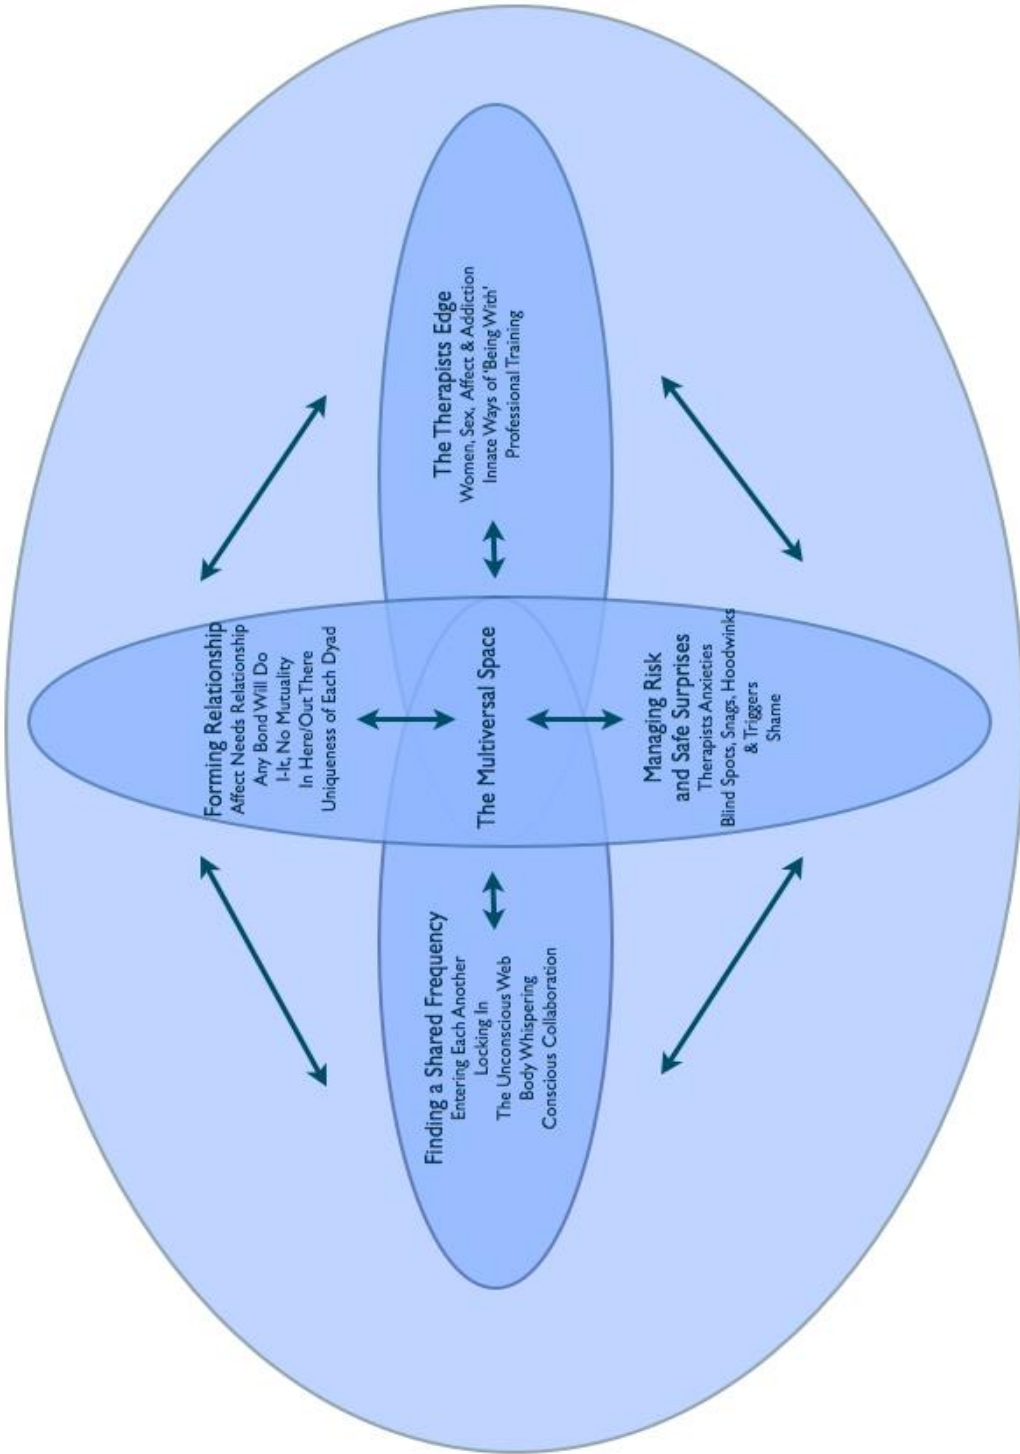 Forming Relationship
Affect Needs Relationship
Any Bond Will Do
I-It, No Mutuality
In Here/Out There
Uniqueness of Each Dyad
Finding a Shared Frequency
Entering Each Another
Locking In
The Unconscious Web
Body Whispering
Conscious Collaboration
The Multiversal Space
The Therapists Edge
Women, Sex, Affect & Addiction
Innate Ways of 'Being With'
Professional Training
Managing Risk
and Safe Surprises
Therapists Anxieties
Blind Spots, Snags, Hoodwinks
& Triggers
Shame